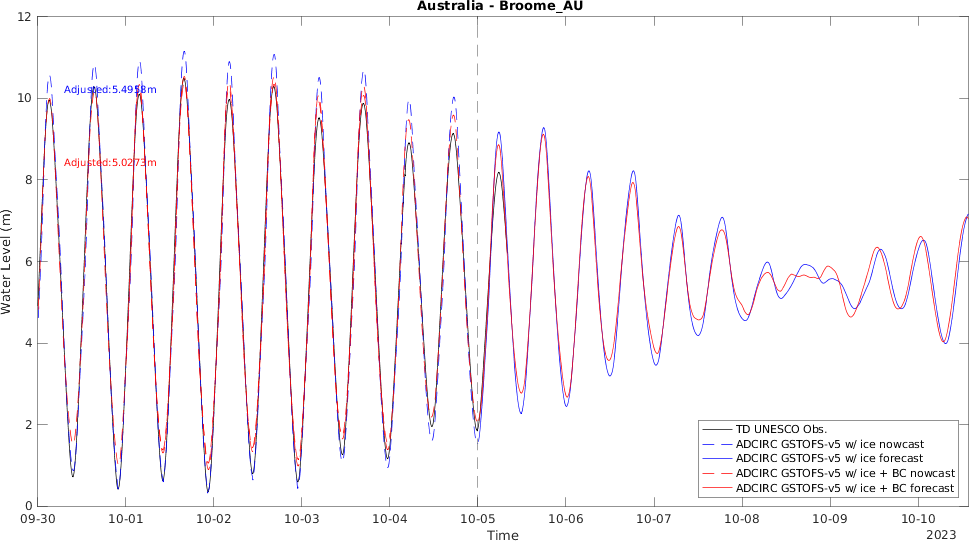 Australia - Broome_AU
12
10
8
6
4
2
0
Water Level (m)
Adjusted:5.4958m
Adjusted:5.0273m
TD UNESCO Obs.
ADCIRC GSTOFS-v5 w/ ice nowcast
ADCIRC GSTOFS-v5 w/ ice forecast
ADCIRC GSTOFS-v5 w/ ice + BC nowcast
ADCIRC GSTOFS-v5 w/ ice + BC forecast
09-30 10-01 10-02 10-03 10-04 10-05 10-06 10-07 10-08 10-09 10-10
Time
2023